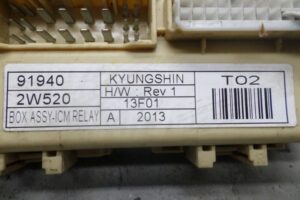 91940
2W520
BOX ASSY-ICM RELAY
KYUNGSHIN
H/W : Rev 1
13F01
A 2013
T02